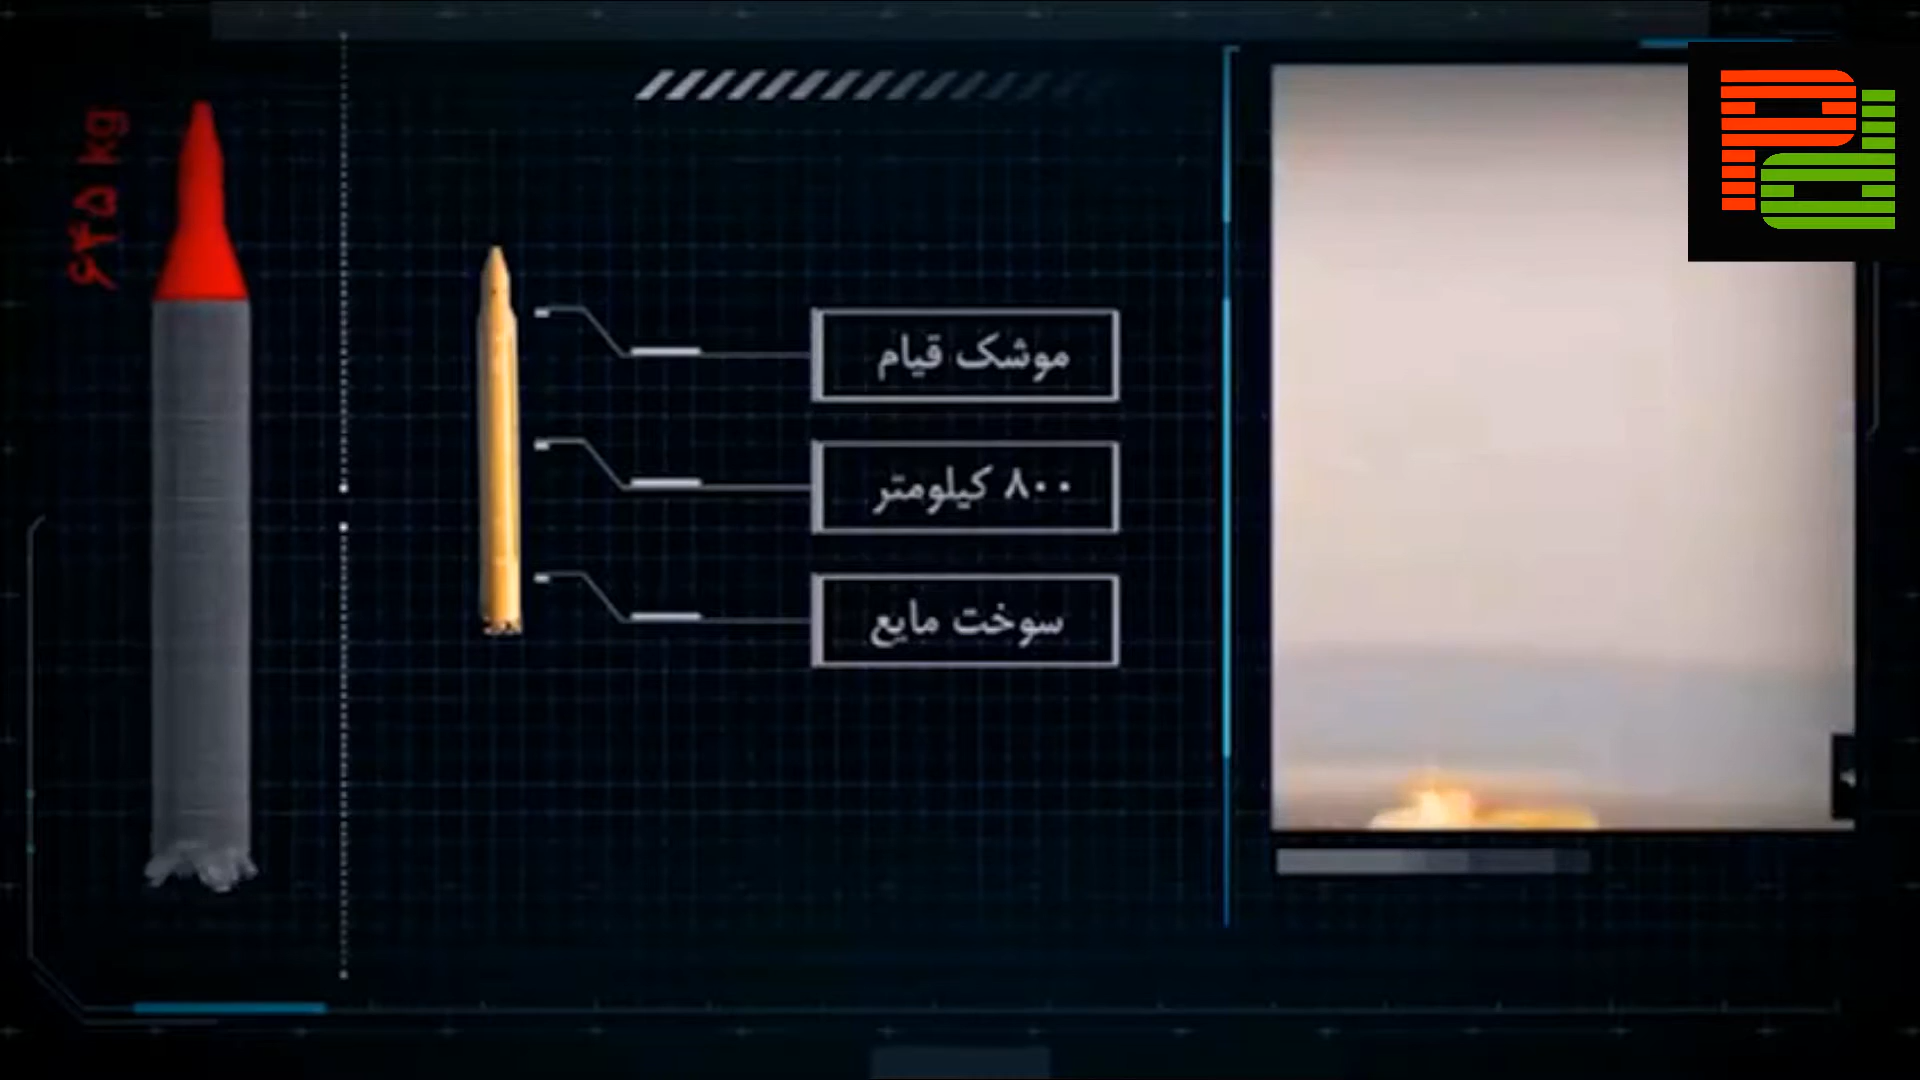 ۶۴۵ kg
موشک قیام
۸۰۰ کیلومتر
سوخت مایع